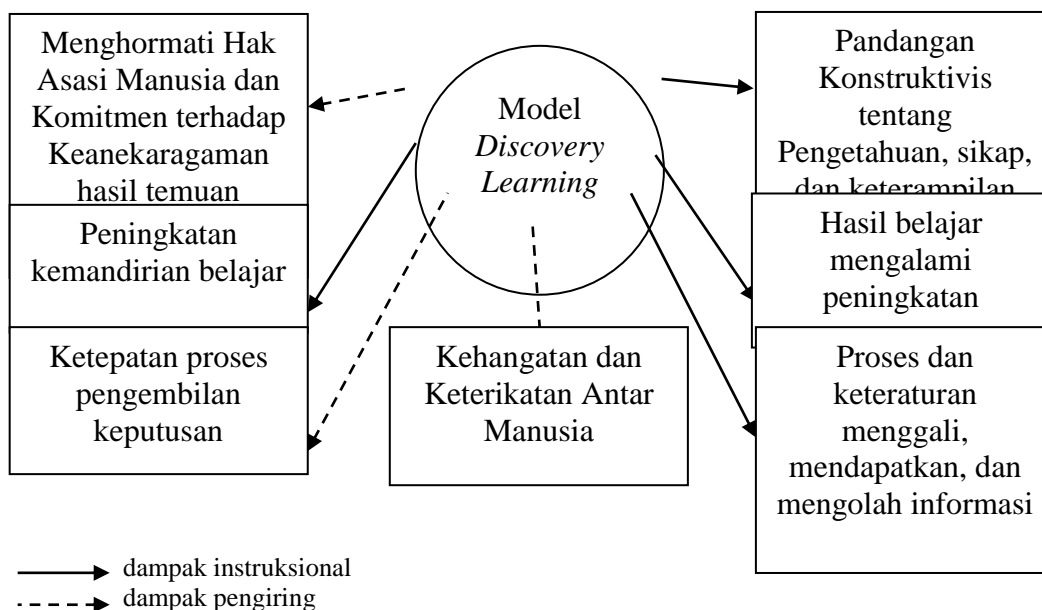 Menghormati Hak
Asasi Manusia dan
Komitmen terhadap
Keanekaragaman
hasil temuan
Peningkatan
kemandirian belajar
Ketepatan proses
pengembilan
keputusan
Model
Discovery
Learning
Kehangatan dan
Keterikatan Antar
Manusia
Pandangan
Konstruktivis
tentang
Pengetahuan, sikap,
dan keterampilan
Hasil belajar
mengalami
peningkatan
Proses dan
keteraturan
menggali,
mendapatkan, dan
mengolah informasi
dampak instruksional
dampak pengiring